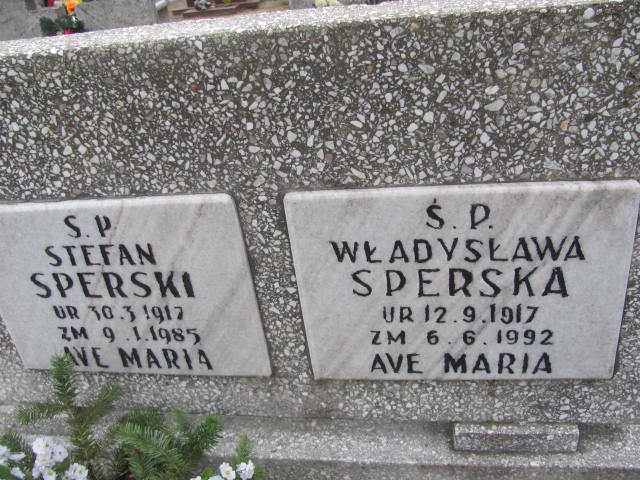 S.P.
STEFAN
SPERSKI
UR 30.3.1917
ZM 9.1.1985
AVE MARIA
Ś.P.
WŁADYSŁAWA
SPERSKA
UR 12.9.1917
ZM 6.6.1992
AVE MARIA